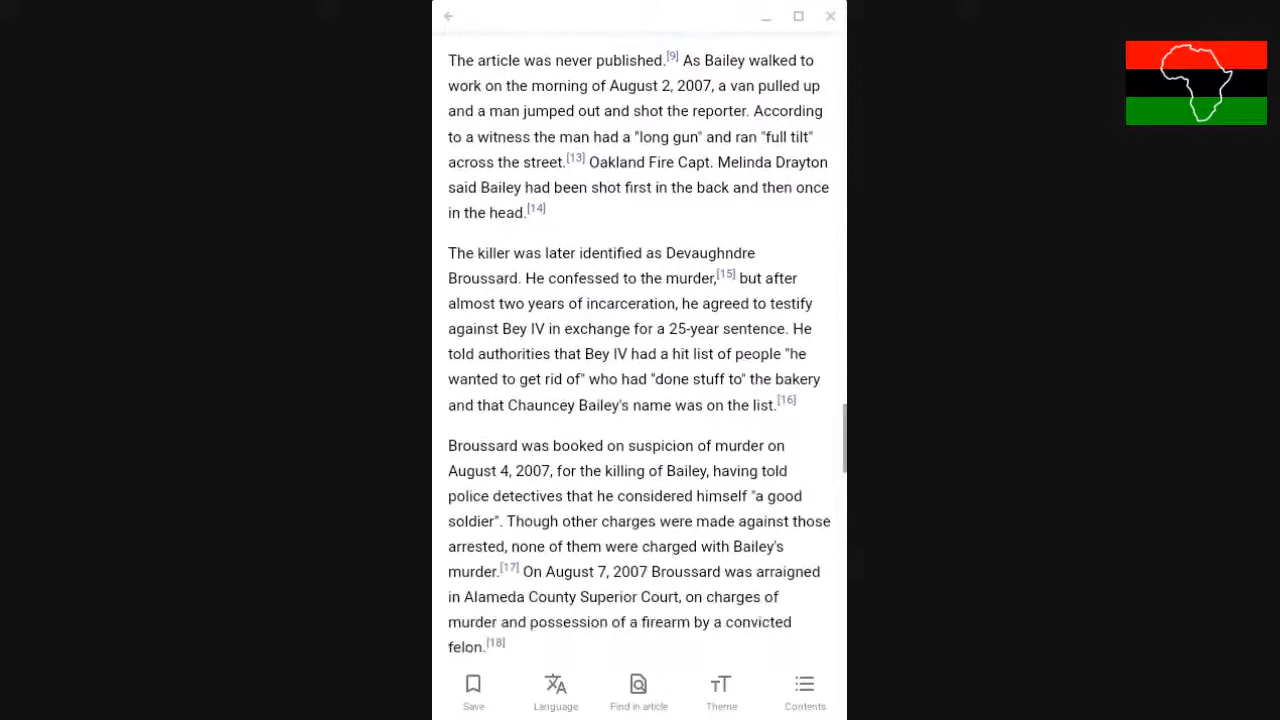 The article was never published.[9] As Bailey walked to
work on the morning of August 2, 2007, a van pulled up
and a man jumped out and shot the reporter. According
to a witness the man had a "long gun" and ran "full tilt"
across the street.[13] Oakland Fire Capt. Melinda Drayton
said Bailey had been shot first in the back and then once
in the head.[14]
The killer was later identified as Devaughndre
Broussard. He confessed to the murder,[15] but after
almost two years of incarceration, he agreed to testify
against Bey IV in exchange for a 25-year sentence. He
told authorities that Bey IV had a hit list of people "he
wanted to get rid of" who had "done stuff to" the bakery
and that Chauncey Bailey's name was on the list.[16]
Broussard was booked on suspicion of murder on
August 4, 2007, for the killing of Bailey, having told
police detectives that he considered himself "a good
soldier". Though other charges were made against those
arrested, none of them were charged with Bailey's
murder.[17] On August 7, 2007 Broussard was arraigned
in Alameda County Superior Court, on charges of
murder and possession of a firearm by a convicted
felon.[18]
Save Language Find in article Theme Contents